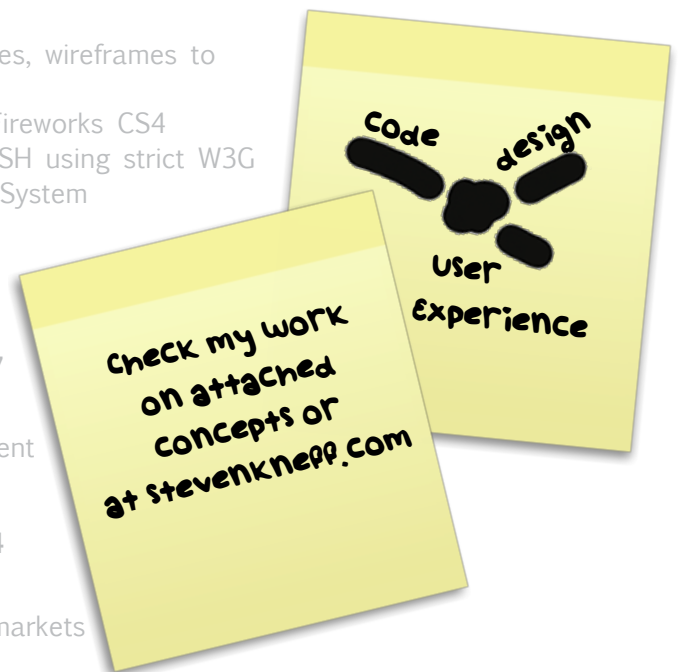 es, wireframes to
Fireworks CS4
SH using strict W3G
System
ent
4
markets
code
design
User
Experience
Check my work
on attached
concepts or
at stevenknepp.com